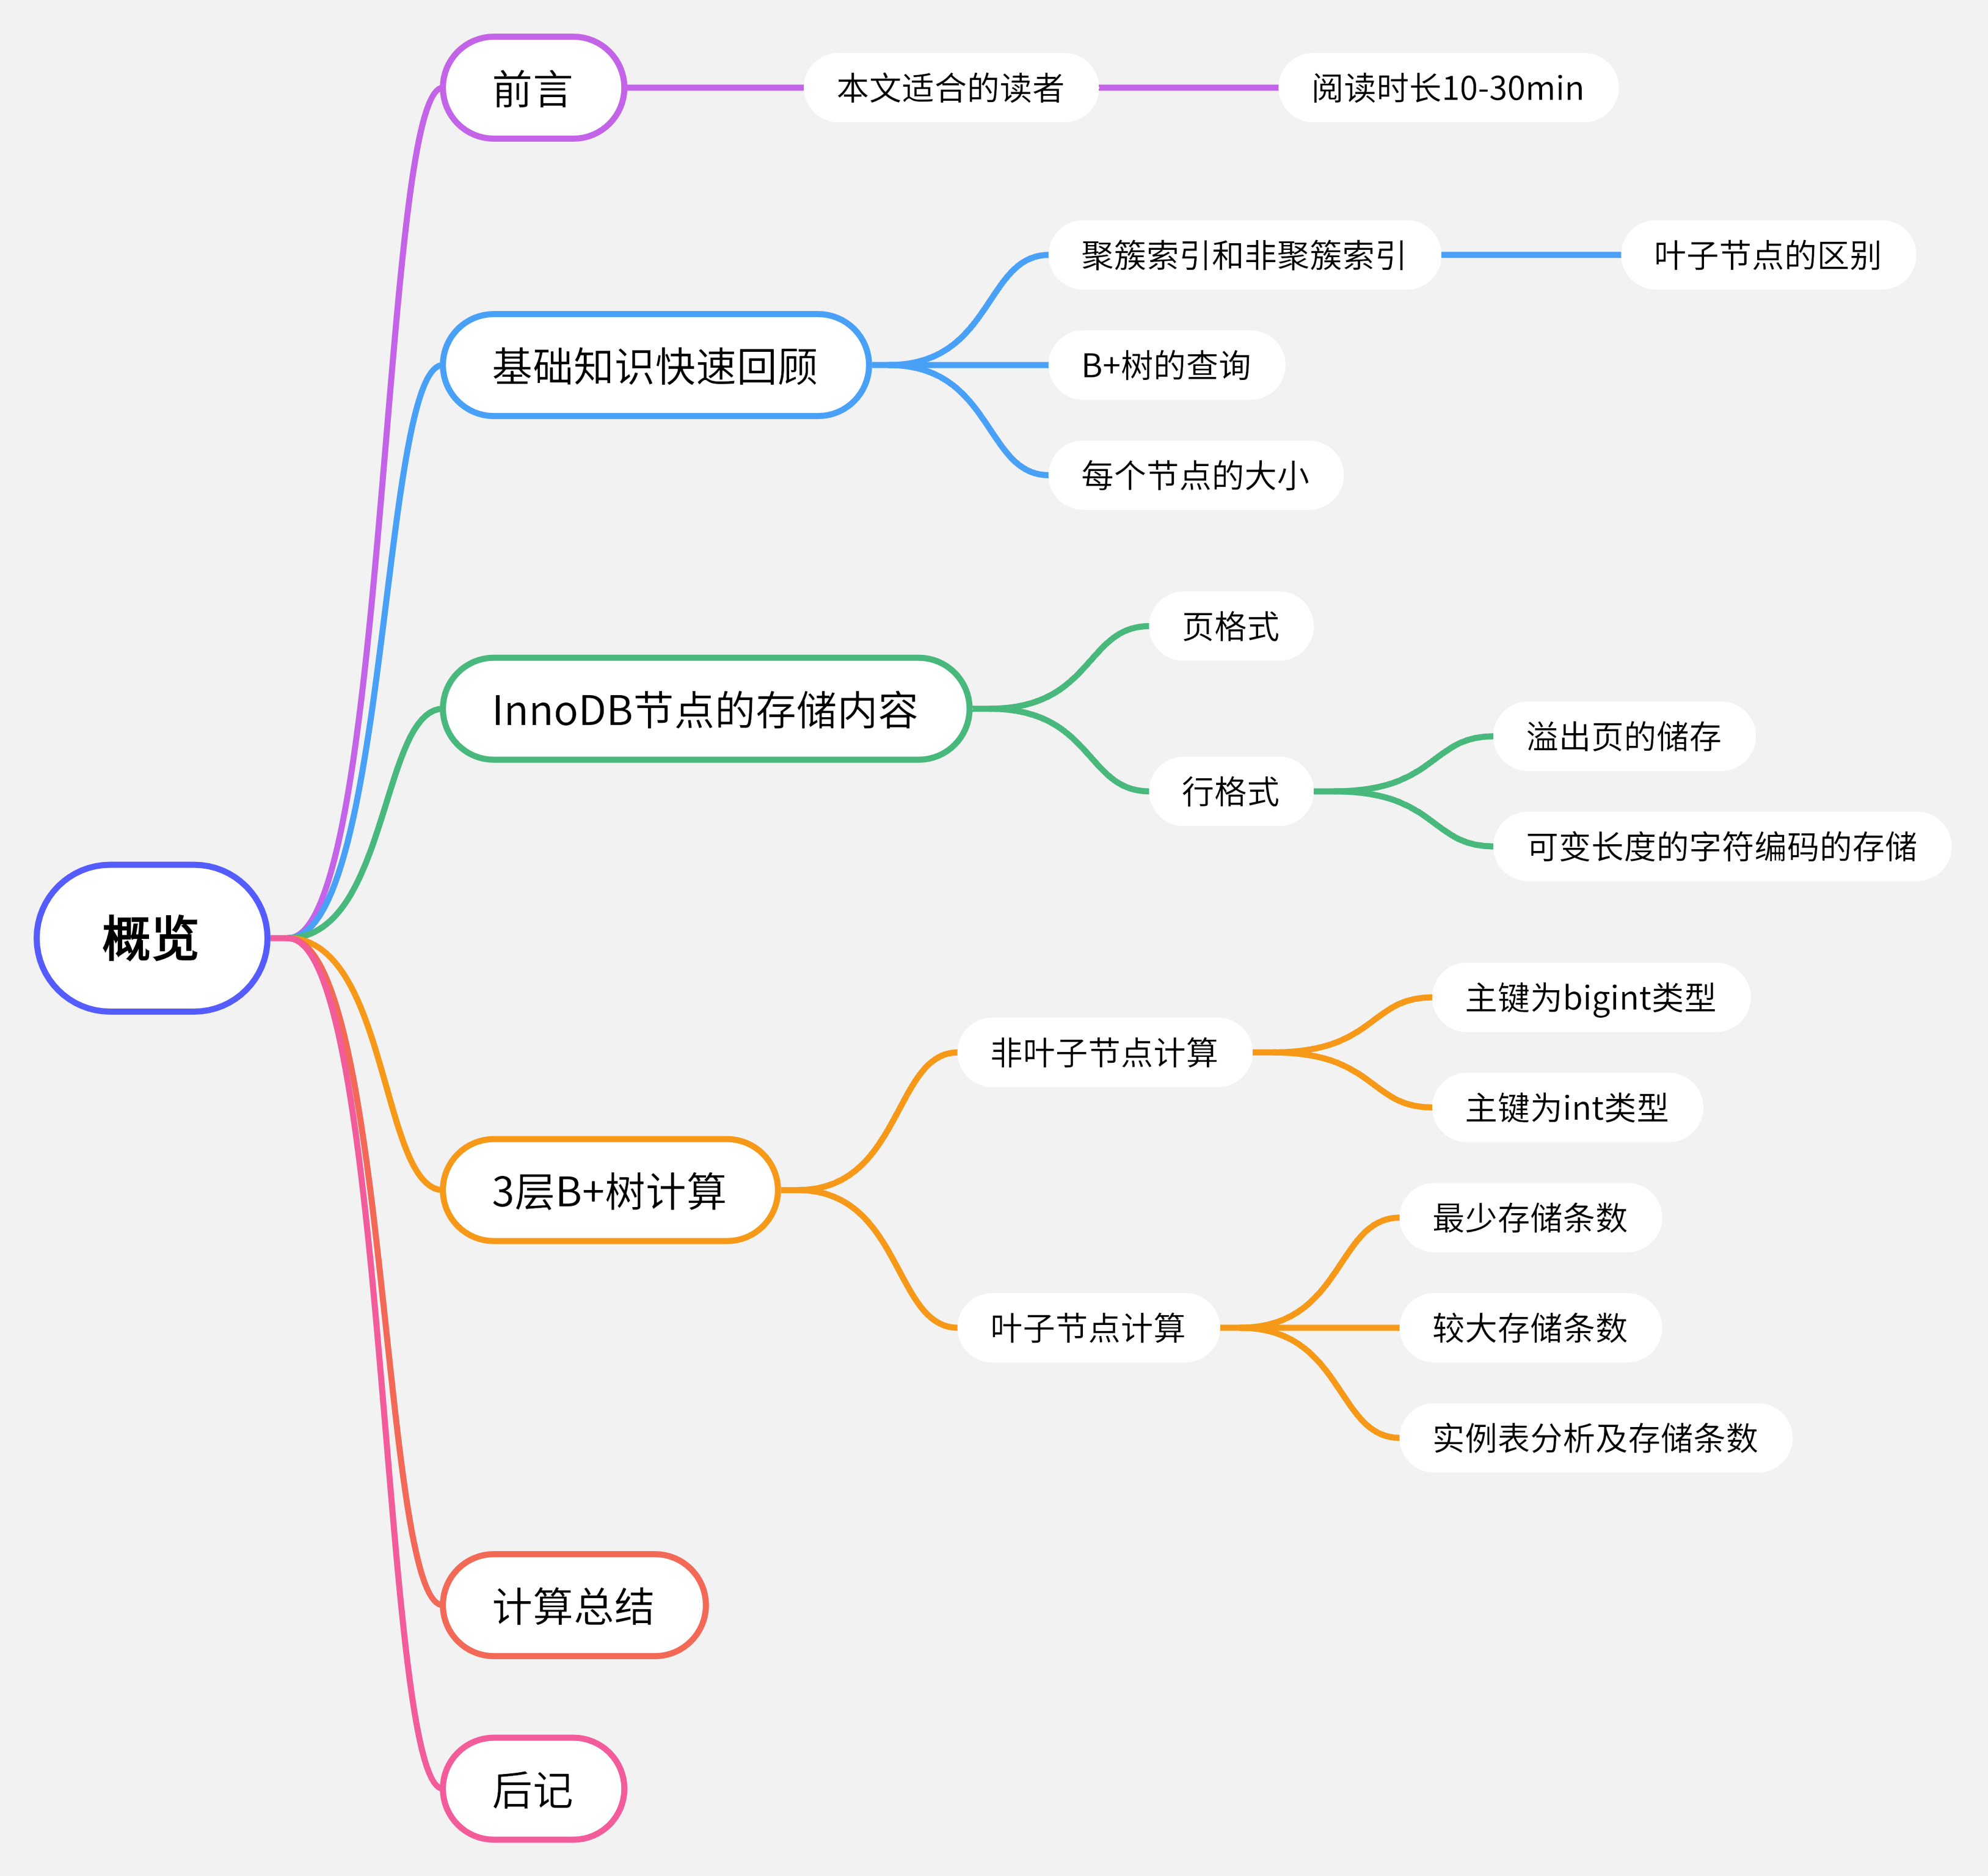 概览
前言
本文适合的读者
阅读时长10-30min
基础知识快速回顾
聚簇索引和非聚簇索引
叶子节点的区别
B+树的查询
每个节点的大小
InnoDB节点的存储内容
页格式
行格式
溢出页的储存
可变长度的字符编码的存储
3层B+树计算
非叶子节点计算
主键为bigint类型
主键为int类型
叶子节点计算
最少存储条数
较大存储条数
实例表分析及存储条数
计算总结
后记